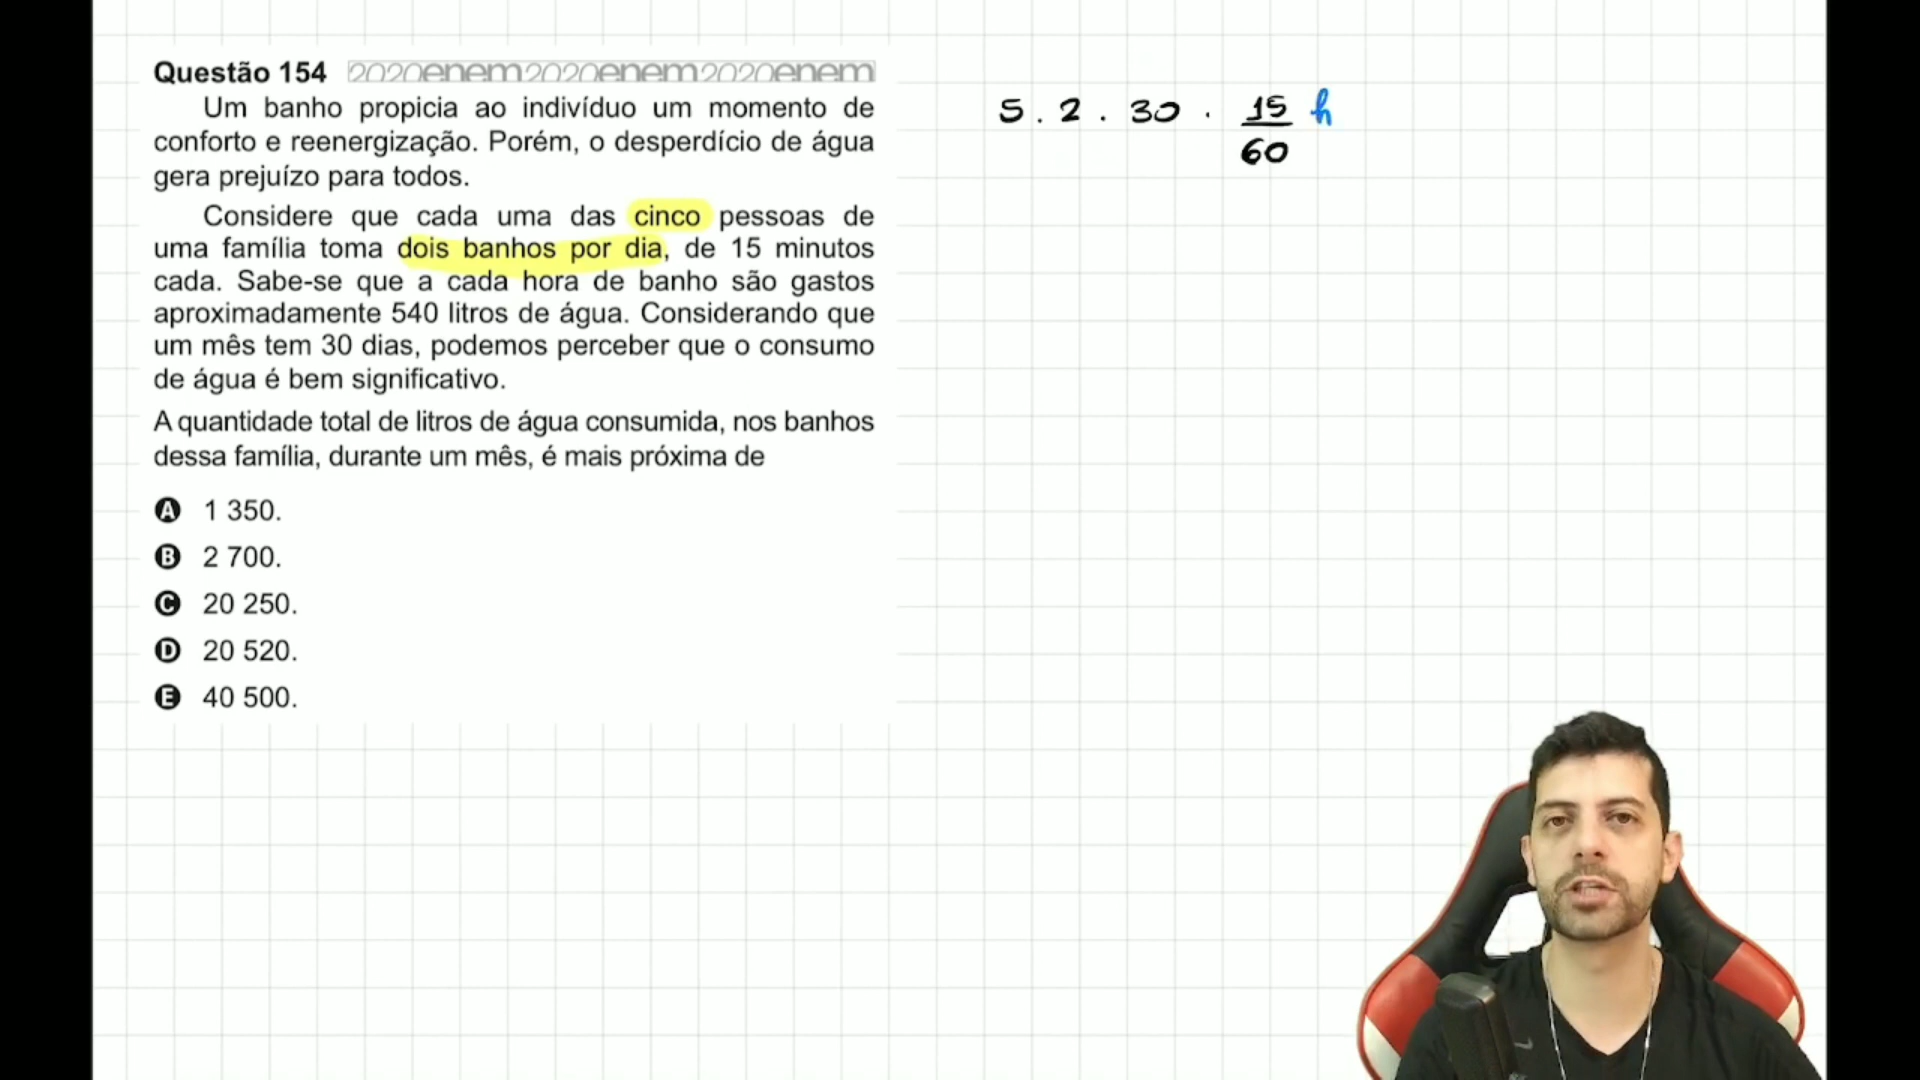 Questão 154 2020enem2020enem2020enem
Um banho propicia ao indivíduo um momento de
conforto e reenergização. Porém, o desperdício de água
gera prejuízo para todos.
Considere que cada uma das cinco pessoas de
uma família toma dois banhos por dia, de 15 minutos
cada. Sabe-se que a cada hora de banho são gastos
aproximadamente 540 litros de água. Considerando que
um mês tem 30 dias, podemos perceber que o consumo
de água é bem significativo.
A quantidade total de litros de água consumida, nos banhos
dessa família, durante um mês, é mais próxima de
A 1 350.
B 2 700.
C 20 250.
D 20 520.
E 40 500.
5 . 2 . 30 . 15 h
60